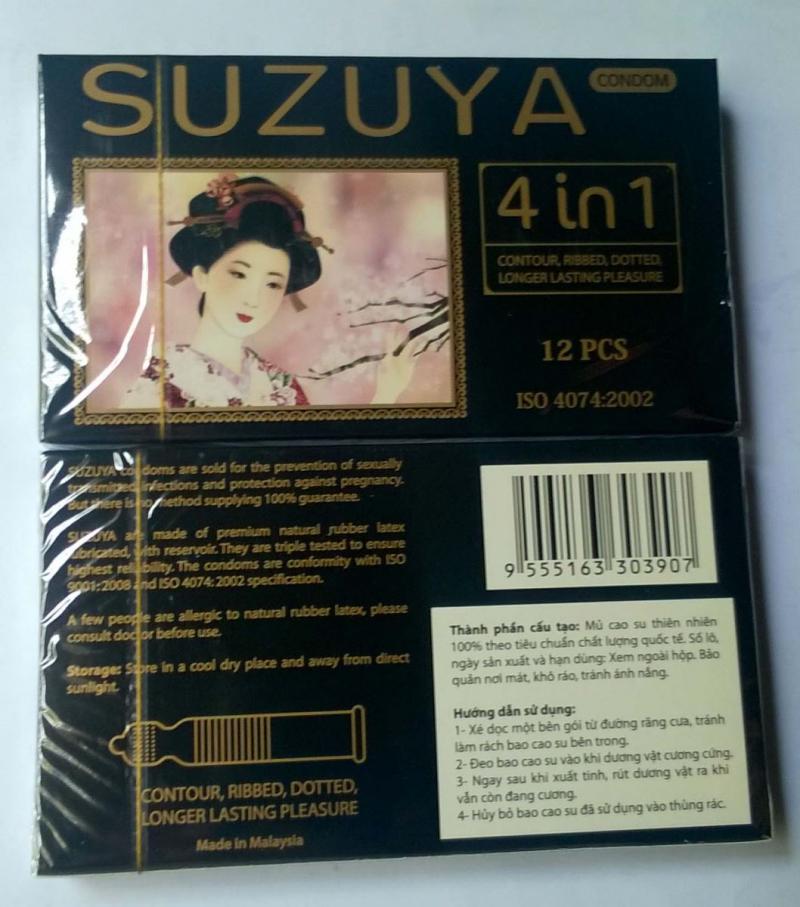 SUZUYA
CONDOM
4 in 1
CONTOUR, RIBBED, DOTTED,
LONGER LASTING PLEASURE
12 PCS
ISO 4074:2002
SUZUYA condoms are sold for the prevention of sexually
transmitted infections and protection against pregnancy.
But there is no method supplying 100% guarantee.
SUZUYA are made of premium natural rubber latex
lubricated, with reservoir. They are triple tested to ensure
highest reliability. The condoms are conformity with ISO
9001:2008 and ISO 4074: 2002 specification.
A few people are allergic to natural rubber latex, please
consult doctor before use.
Storage: Store in a cool dry place and away from direct
sunlight.
CONTOUR, RIBBED, DOTTED,
LONGER LASTING PLEASURE
Made in Malaysia
9 555163 303907
Thành phần cấu tạo: Mủ cao su thiên nhiên
100% theo tiêu chuẩn chất lượng quốc tế. Số lô,
ngày sản xuất và hạn dùng: Xem ngoài hộp. Bảo
quản nơi mát, khô ráo, tránh ánh nắng.
Hướng dẫn sử dụng:
1- Xé dọc một bên gói từ đường răng cưa, tránh
làm rách bao cao su bên trong.
2- Đeo bao cao su vào khi dương vật cương cứng.
3- Ngay sau khi xuất tinh, rút dương vật ra khi
vẫn còn đang cương.
4- Hủy bỏ bao cao su đã sử dụng vào thùng rác.